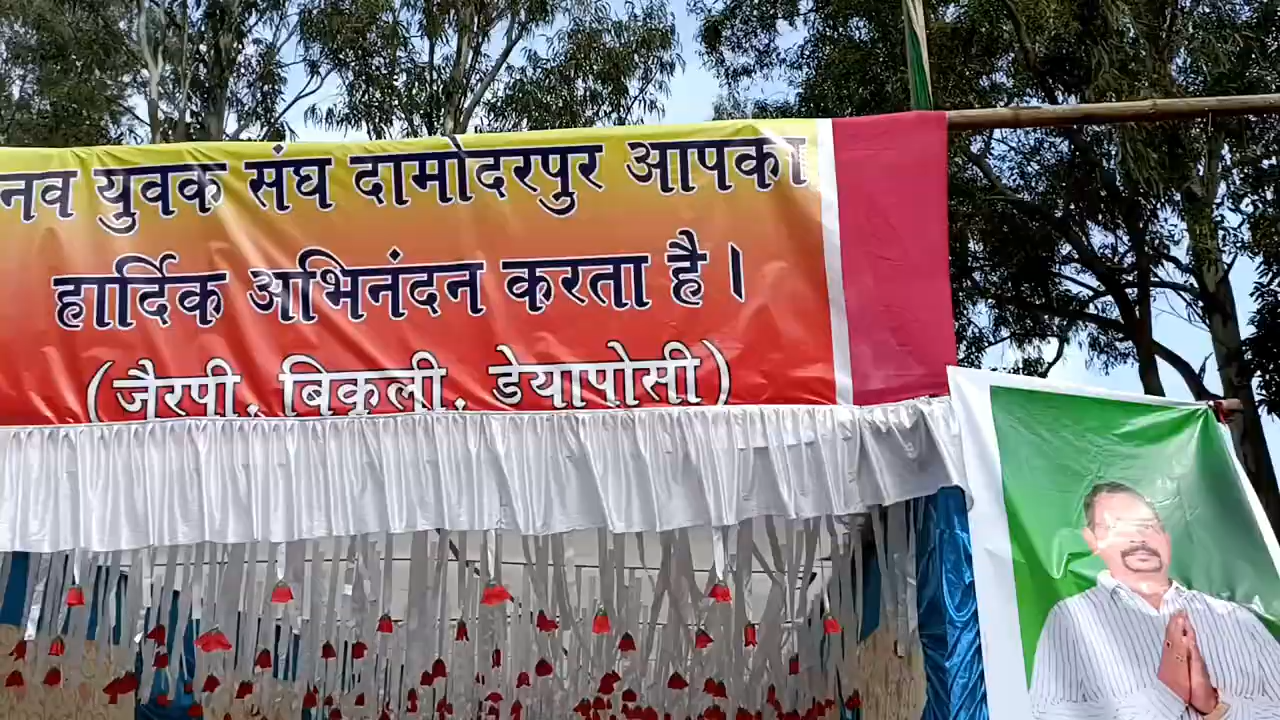 नव युवक संघ दामोदरपुर आपका
हार्दिक अभिनंदन करता है।
(जैरपी, बिकुली, डेयापोसी)